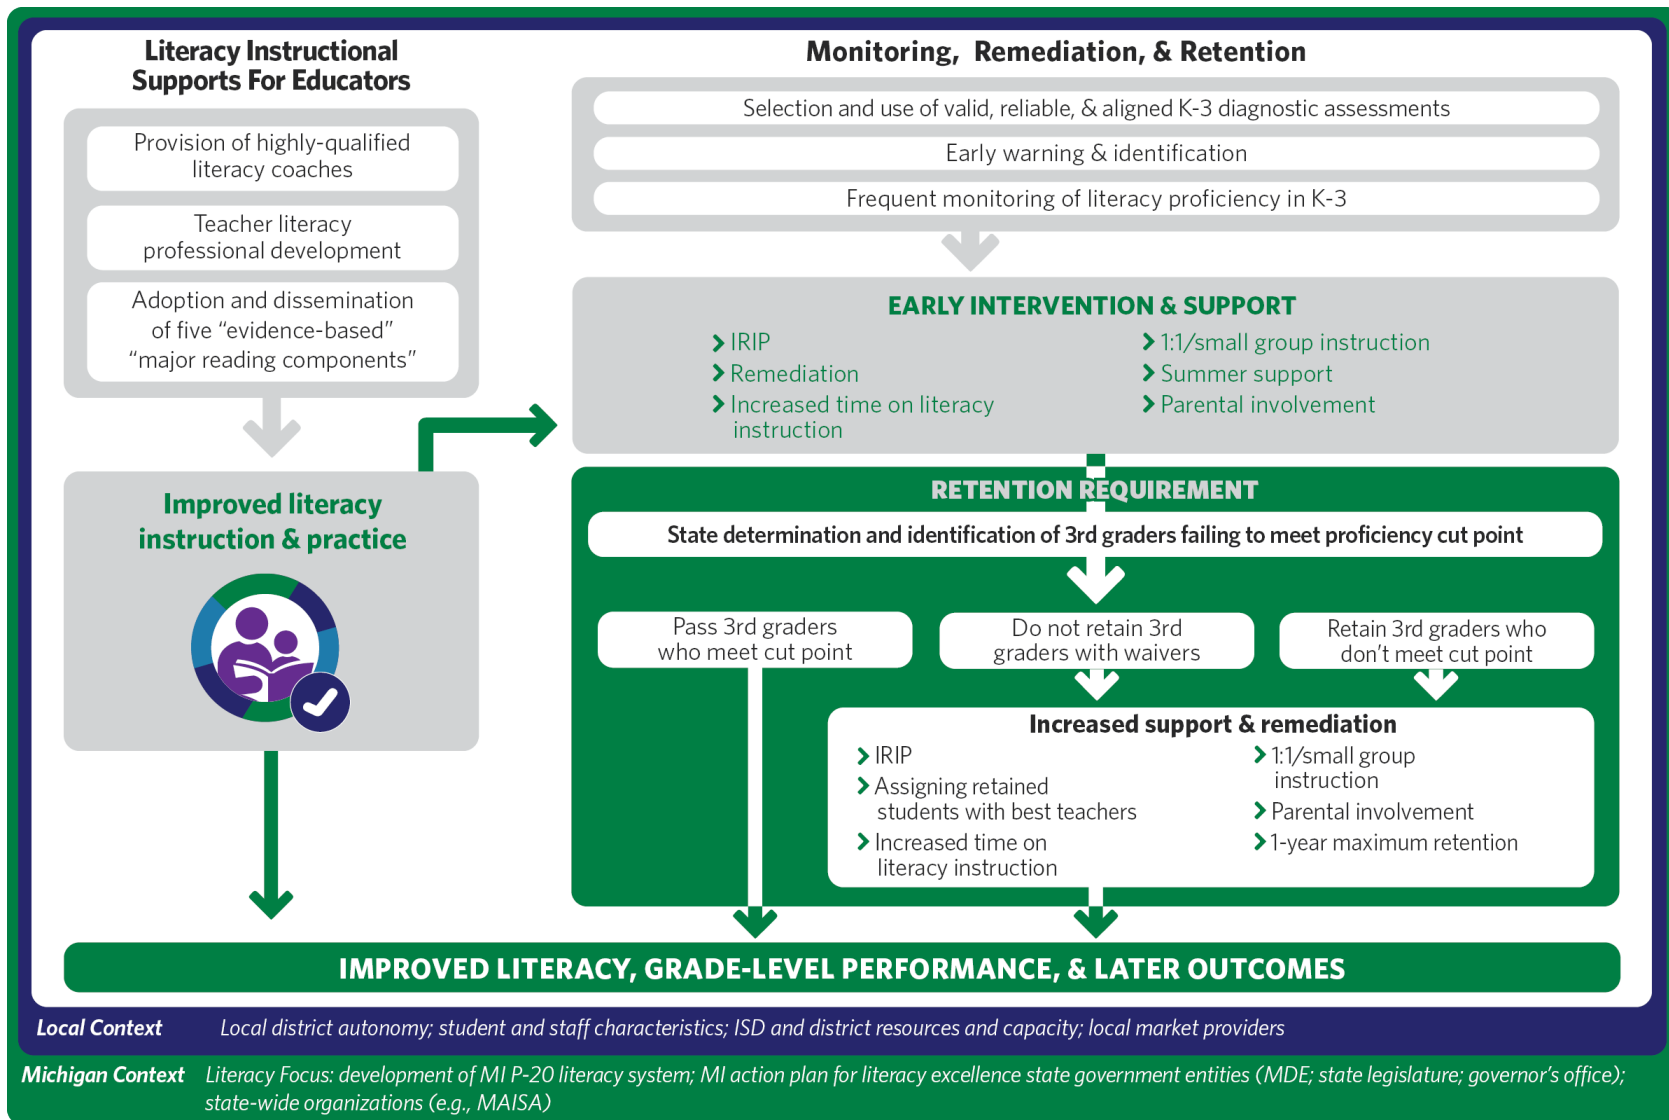 Literacy Instructional
Supports For Educators
Provision of highly-qualified
literacy coaches
Teacher literacy
professional development
Adoption and dissemination
of five “evidence-based”
“major reading components”
Improved literacy
instruction & practice
Monitoring, Remediation, & Retention
Selection and use of valid, reliable, & aligned K-3 diagnostic assessments
Early warning & identification
Frequent monitoring of literacy proficiency in K-3
EARLY INTERVENTION & SUPPORT
IRIP
Remediation
Increased time on literacy
instruction
1:1/small group instruction
Summer support
Parental involvement
RETENTION REQUIREMENT
State determination and identification of 3rd graders failing to meet proficiency cut point
Pass 3rd graders
who meet cut point
Do not retain 3rd
graders with waivers
Retain 3rd graders who
don’t meet cut point
Increased support & remediation
IRIP
Assigning retained
students with best teachers
Increased time on
literacy instruction
1:1/small group
instruction
Parental involvement
1-year maximum retention
IMPROVED LITERACY, GRADE-LEVEL PERFORMANCE, & LATER OUTCOMES
Local Context Local district autonomy; student and staff characteristics; ISD and district resources and capacity; local market providers
Michigan Context Literacy Focus: development of MI P-20 literacy system; MI action plan for literacy excellence state government entities (MDE; state legislature; governor’s office);
state-wide organizations (e.g., MAISA)